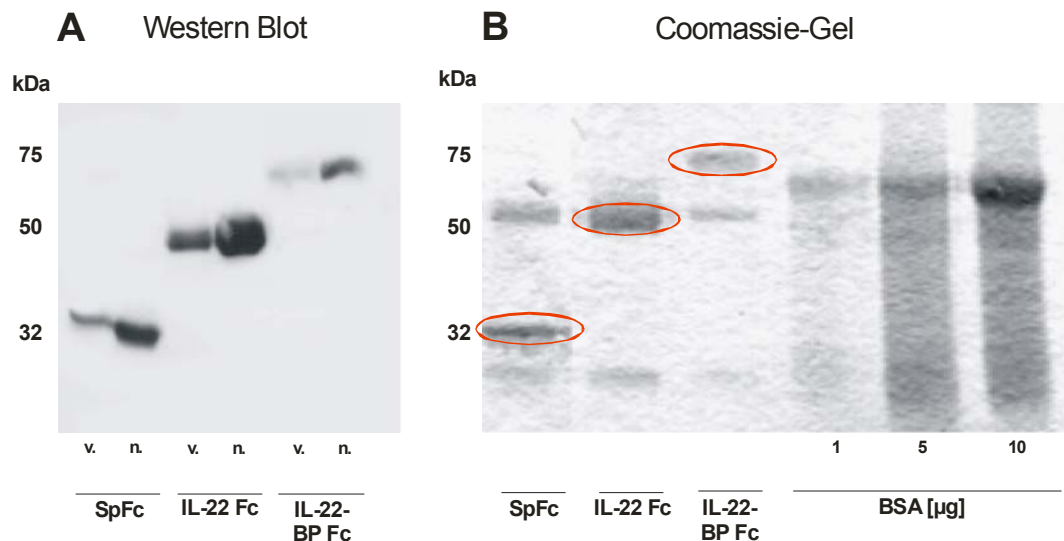 A Western Blot
kDa
75
50
32
v. n. v. n. v. n.
SpFc IL-22 Fc IL-22-
BP Fc
B Coomassie-Gel
kDa
75
50
32
1 5 10
SpFc IL-22 Fc IL-22-
BP Fc
BSA [µg]